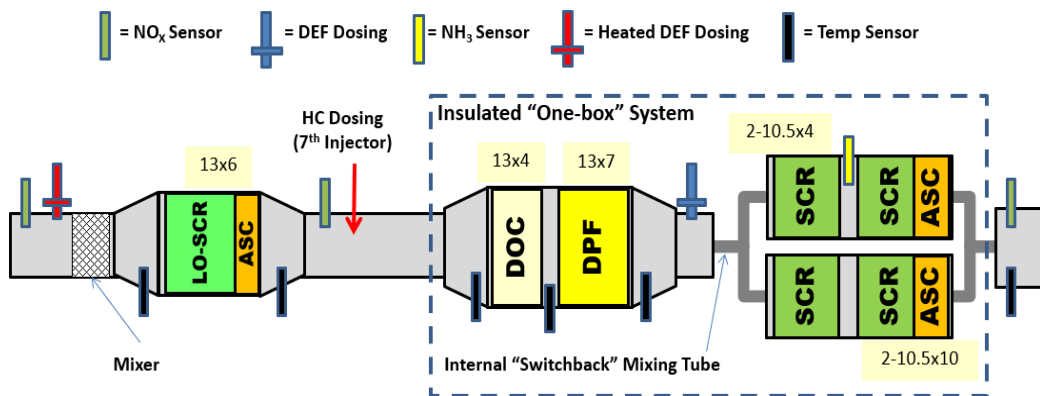 = NOX Sensor
= DEF Dosing
= NH3 Sensor
= Heated DEF Dosing
= Temp Sensor
Insulated “One-box” System
HC Dosing
(7th Injector)
13x6
13x4
13x7
2-10.5x4
LO-SCR
ASC
DOC
DPF
SCR
SCR
ASC
SCR
SCR
ASC
Mixer
Internal “Switchback” Mixing Tube
2-10.5x10